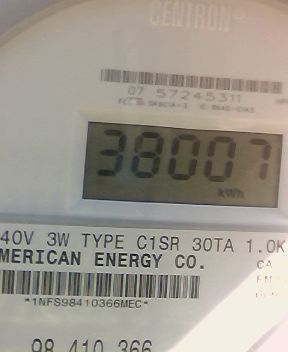 CENTRON
07 57245311
38007
kWh
40V 3W TYPE C1SR 30TA 1.0K
MERICAN ENERGY CO.
CA
*1NFS98410366MEC*
98 410 366